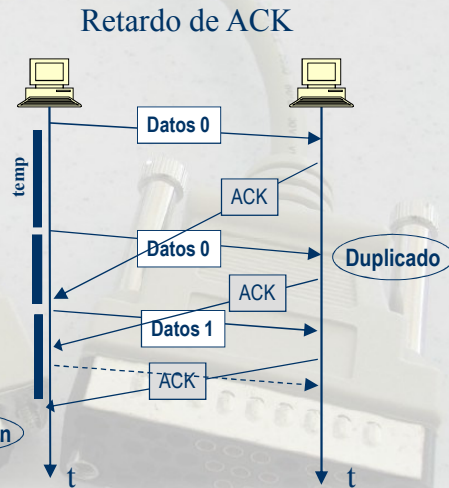 Retardo de ACK
Datos 0
temp
ACK
Datos 0
Duplicado
ACK
Datos 1
ACK
n
t
t